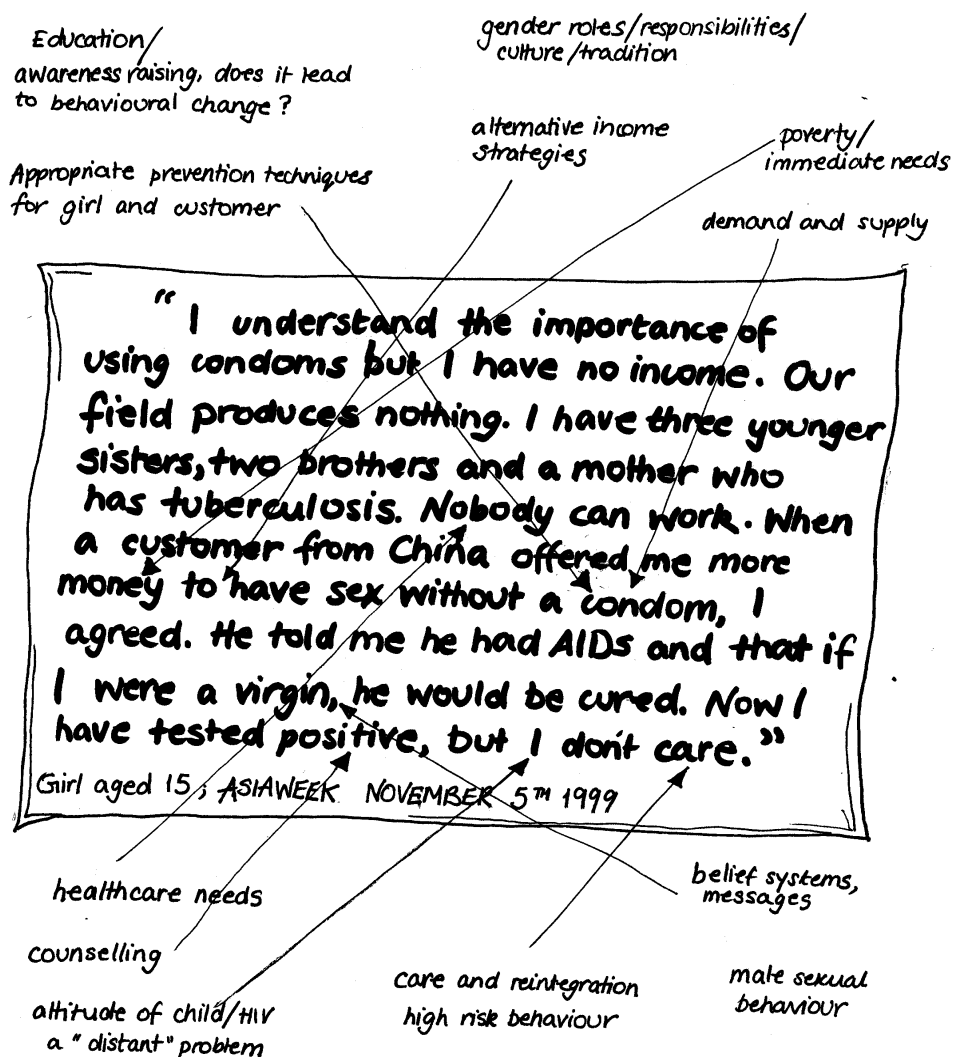 Education/
awareness raising, does it lead
to behavioural change?
gender roles/responsibilities/
culture/tradition
alternative income
strategies
poverty/
immediate needs
Appropriate prevention techniques
for girl and customer
demand and supply
"I understand the importance of
using condoms but I have no income. Our
field produces nothing. I have three younger
sisters, two brothers and a mother who
has tuberculosis. Nobody can work. When
a customer from China offered me more
money to have sex without a condom, I
agreed. He told me he had AIDs and that if
I were a virgin, he would be cured. Now I
have tested positive, but I don't care."
Girl aged 15, ASIAWEEK NOVEMBER 5TH 1999
healthcare needs
belief systems,
messages
counselling
care and reintegration
high risk behaviour
male sexual
behaviour
attitude of child/HIV
a "distant" problem